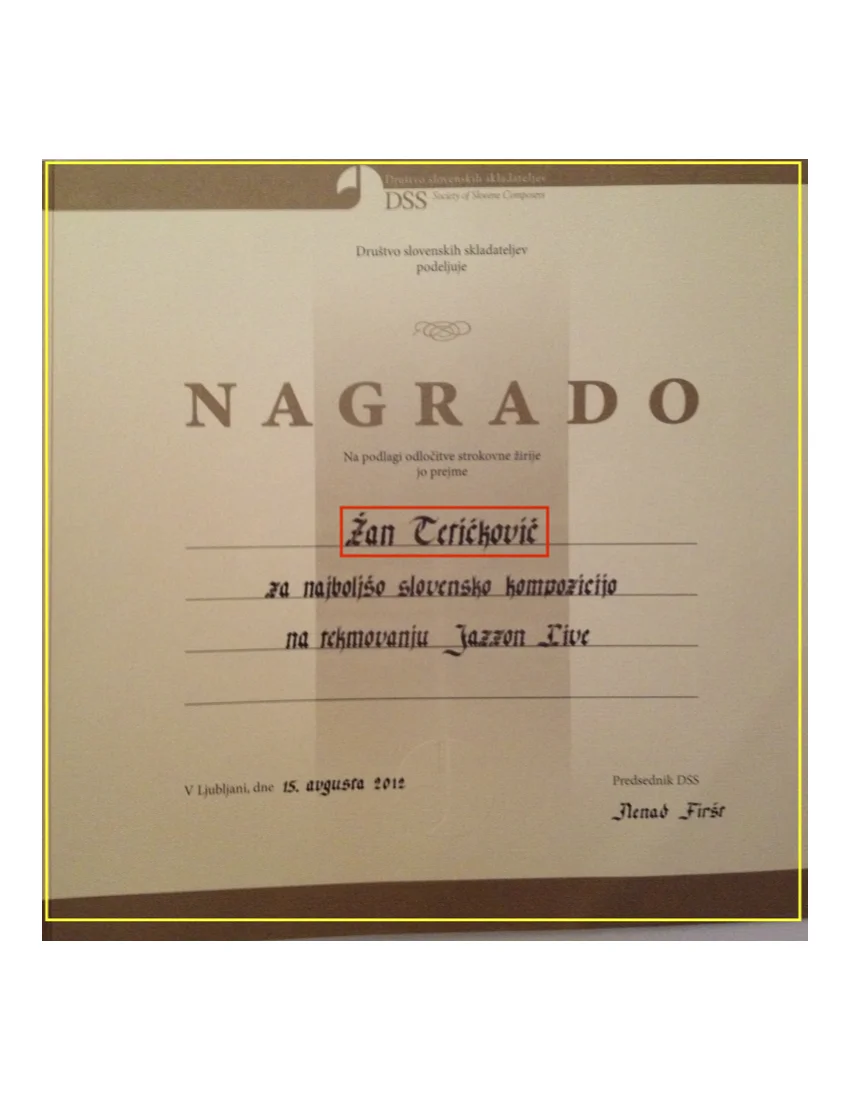 Društvo slovenskih skladateljev
DSS Society of Slovene Composers
Društvo slovenskih skladateljev
podeljuje
NAGRADO
Na podlagi odločitve strokovne žirije
jo prejme
Žan Tetičkovič
za najboljšo slovensko kompozicijo
na tekmovanju Jazzon Live
V Ljubljani, dne 15. avgusta 2012
Predsednik DSS
Nenad Firšt